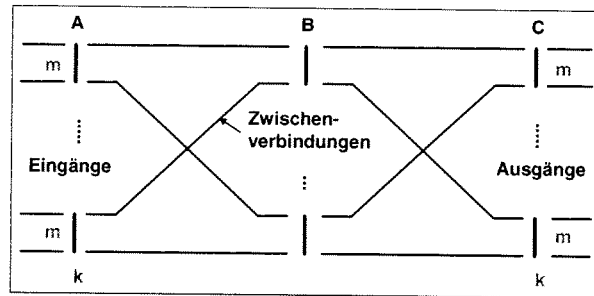 A B C
m m
Zwischen-
verbindungen
Eingänge Ausgänge
m m
k k